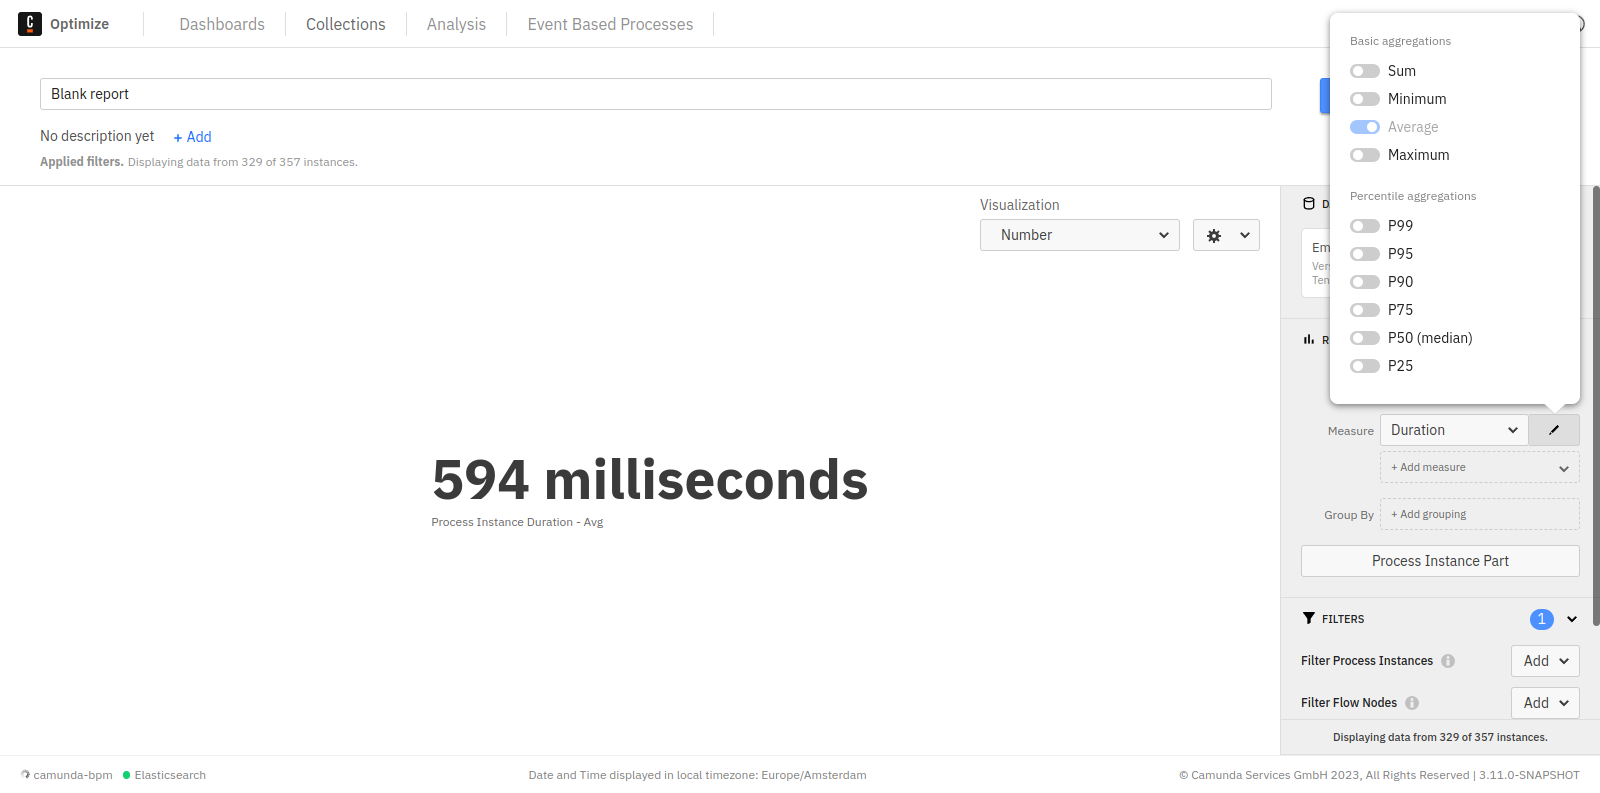 Optimize
Dashboards
Collections
Analysis
Event Based Processes
Blank report
No description yet
+ Add
Applied filters. Displaying data from 329 of 357 instances.
Visualization
Number
594 milliseconds
Process Instance Duration - Avg
Basic aggregations
Sum
Minimum
Average
Maximum
Percentile aggregations
P99
P95
P90
P75
P50 (median)
P25
Measure
Duration
+ Add measure
Group By
+ Add grouping
Process Instance Part
FILTERS
1
Filter Process Instances
Add
Filter Flow Nodes
Add
Displaying data from 329 of 357 instances.
camunda-bpm
Elasticsearch
Date and Time displayed in local timezone: Europe/Amsterdam
© Camunda Services GmbH 2023, All Rights Reserved | 3.11.0-SNAPSHOT